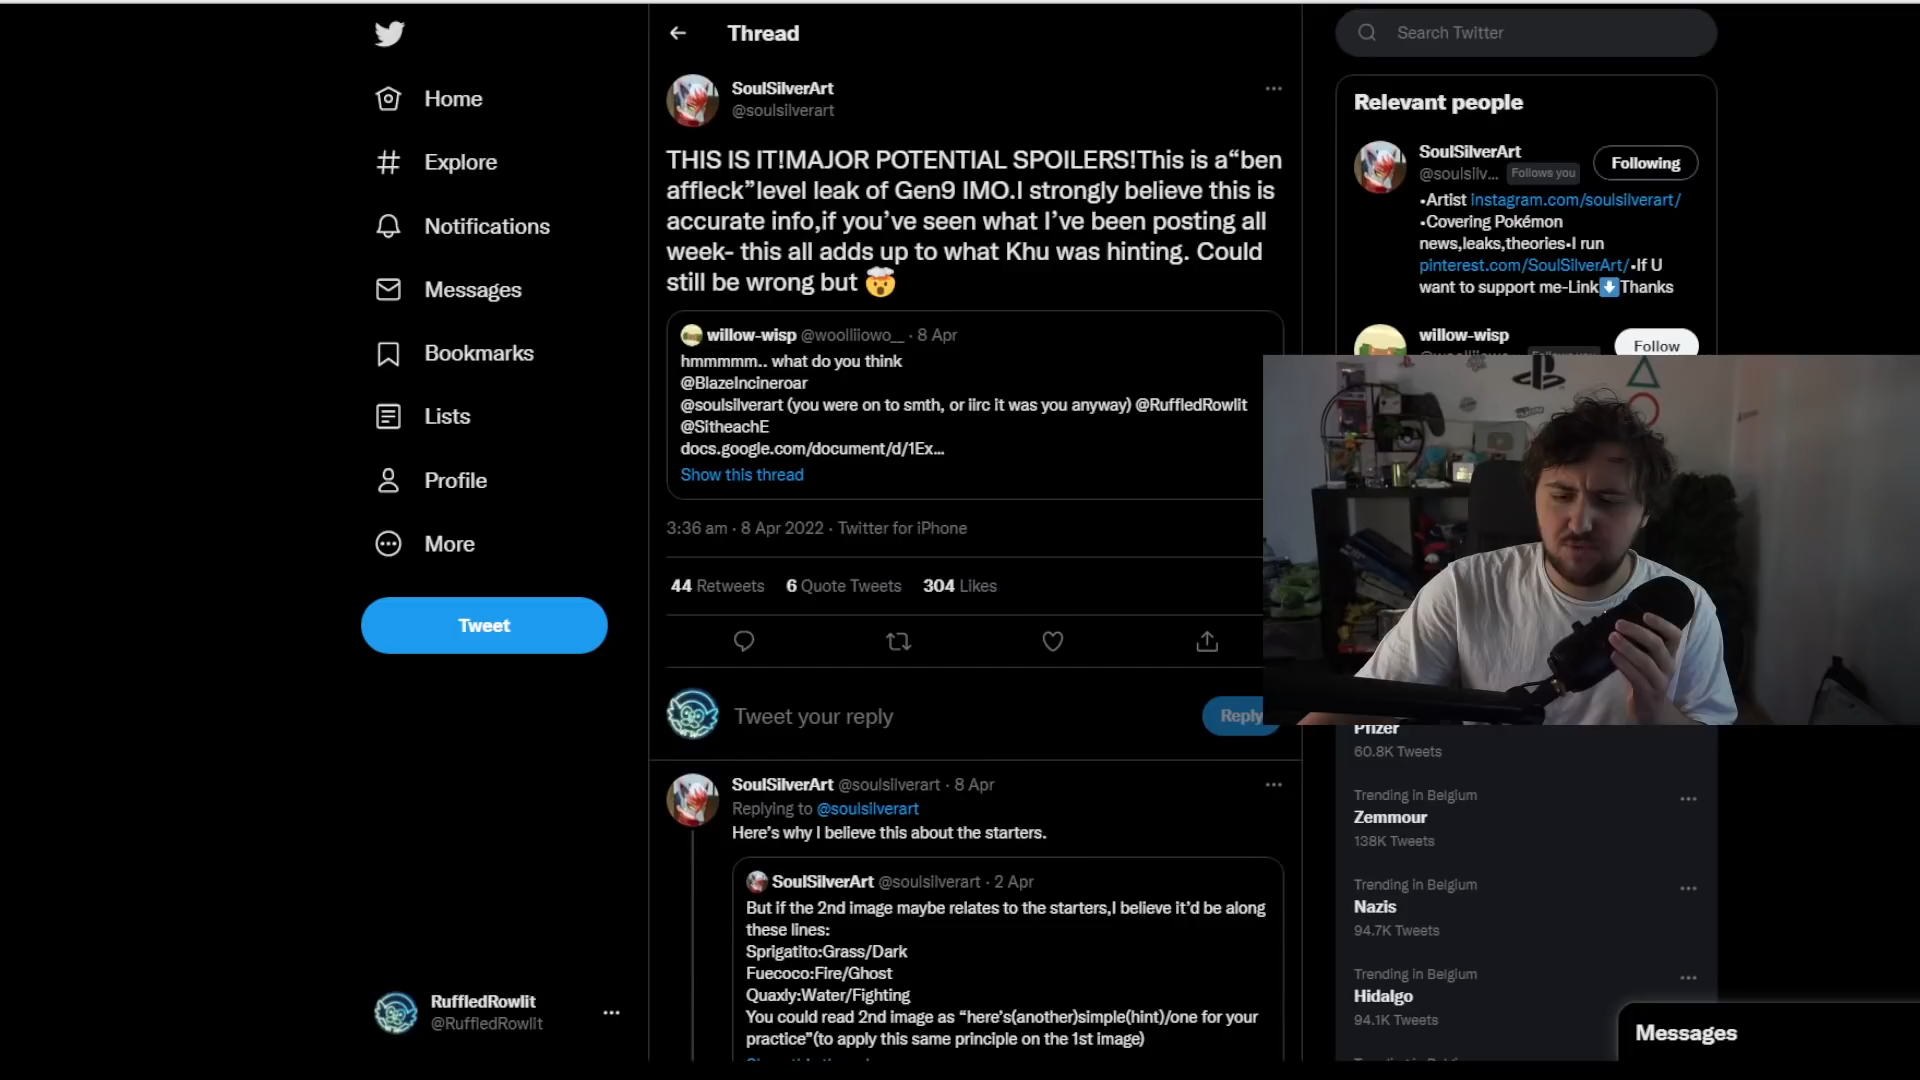 Home
Explore
Notifications
Messages
Bookmarks
Lists
Profile
More
Tweet
RuffledRowlit
@RuffledRowlit
Thread
SoulSilverArt
@soulsilverart
THIS IS IT!MAJOR POTENTIAL SPOILERS!This is a“ben
affleck”level leak of Gen9 IMO.I strongly believe this is
accurate info,if you’ve seen what I’ve been posting all
week- this all adds up to what Khu was hinting. Could
still be wrong but 🤯
willow-wisp @woolliiowo__ · 8 Apr
hmmmmm.. what do you think
@BlazeIncineroar
@soulsilverart (you were on to smth, or iirc it was you anyway) @RuffledRowlit
@SitheachE
docs.google.com/document/d/1Ex...
Show this thread
3:36 am · 8 Apr 2022 · Twitter for iPhone
44 Retweets 6 Quote Tweets 304 Likes
Tweet your reply
Reply
SoulSilverArt @soulsilverart · 8 Apr
Replying to @soulsilverart
Here’s why I believe this about the starters.
SoulSilverArt @soulsilverart · 2 Apr
But if the 2nd image maybe relates to the starters,I believe it’d be along
these lines:
Sprigatito:Grass/Dark
Fuecoco:Fire/Ghost
Quaxly:Water/Fighting
You could read 2nd image as “here’s(another)simple(hint)/one for your
practice”(to apply this same principle on the 1st image)
Search Twitter
Relevant people
SoulSilverArt
@soulsilv... Follows you
Following
•Artist instagram.com/soulsilverart/
•Covering Pokémon
news,leaks,theories•I run
pinterest.com/SoulSilverArt/•If U
want to support me-Link⬇️Thanks
willow-wisp
Follow
Pfizer
60.8K Tweets
Trending in Belgium
Zemmour
138K Tweets
Trending in Belgium
Nazis
94.7K Tweets
Trending in Belgium
Hidalgo
94.1K Tweets
Messages